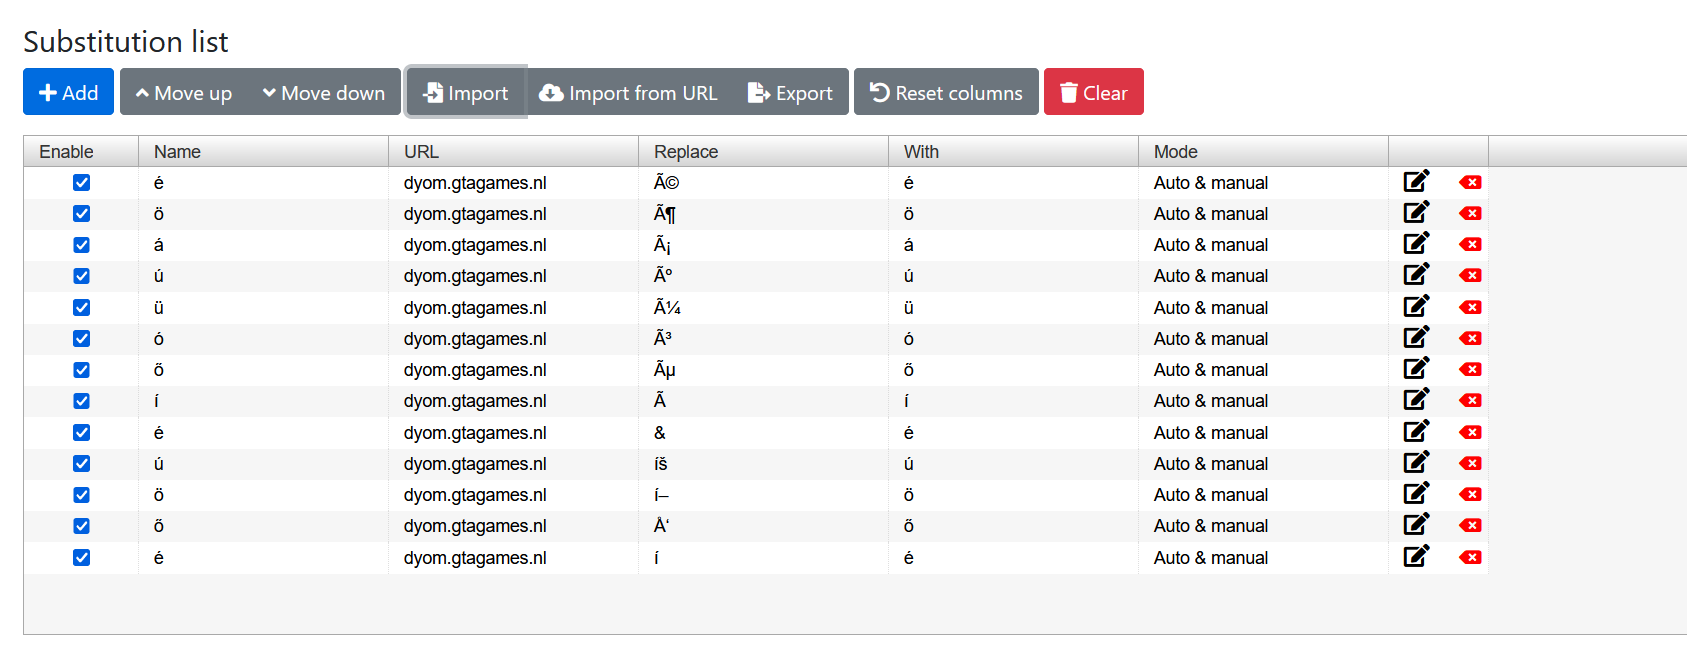 Substitution list
Add Move up Move down Import Import from URL Export Reset columns Clear
Enable Name URL Replace With Mode
é dyom.gtagames.nl Ã© é Auto & manual
ö dyom.gtagames.nl Ã¶ ö Auto & manual
á dyom.gtagames.nl Ã¡ á Auto & manual
ú dyom.gtagames.nl Ãº ú Auto & manual
ü dyom.gtagames.nl Ã¼ ü Auto & manual
ó dyom.gtagames.nl Ã³ ó Auto & manual
ő dyom.gtagames.nl Ãµ ő Auto & manual
í dyom.gtagames.nl Ã í Auto & manual
é dyom.gtagames.nl & é Auto & manual
ú dyom.gtagames.nl íš ú Auto & manual
ö dyom.gtagames.nl í– ö Auto & manual
ő dyom.gtagames.nl Å‘ ő Auto & manual
é dyom.gtagames.nl í é Auto & manual